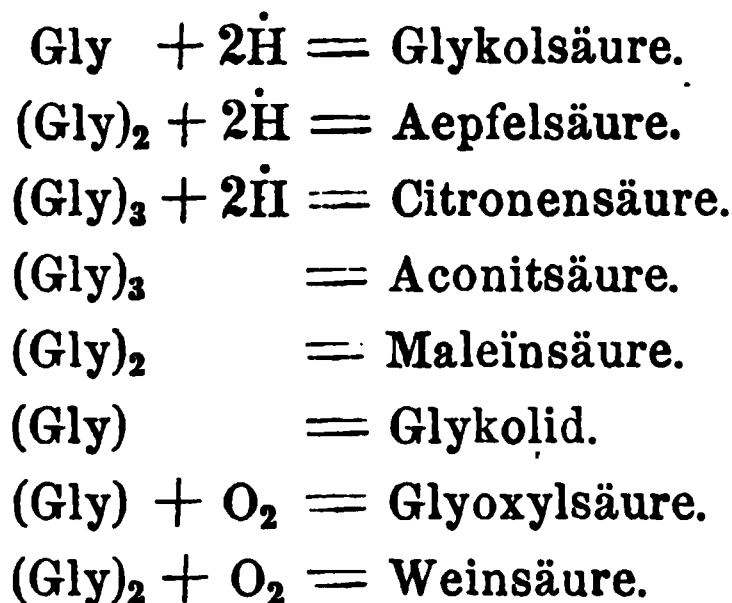 Gly + 2Ḣ = Glykolsäure.
(Gly)₂ + 2Ḣ = Aepfelsäure.
(Gly)₃ + 2Ḣ = Citronensäure.
(Gly)₃ = Aconitsäure.
(Gly)₂ = Maleïnsäure.
(Gly) = Glykolid.
(Gly) + O₂ = Glyoxylsäure.
(Gly)₂ + O₂ = Weinsäure.